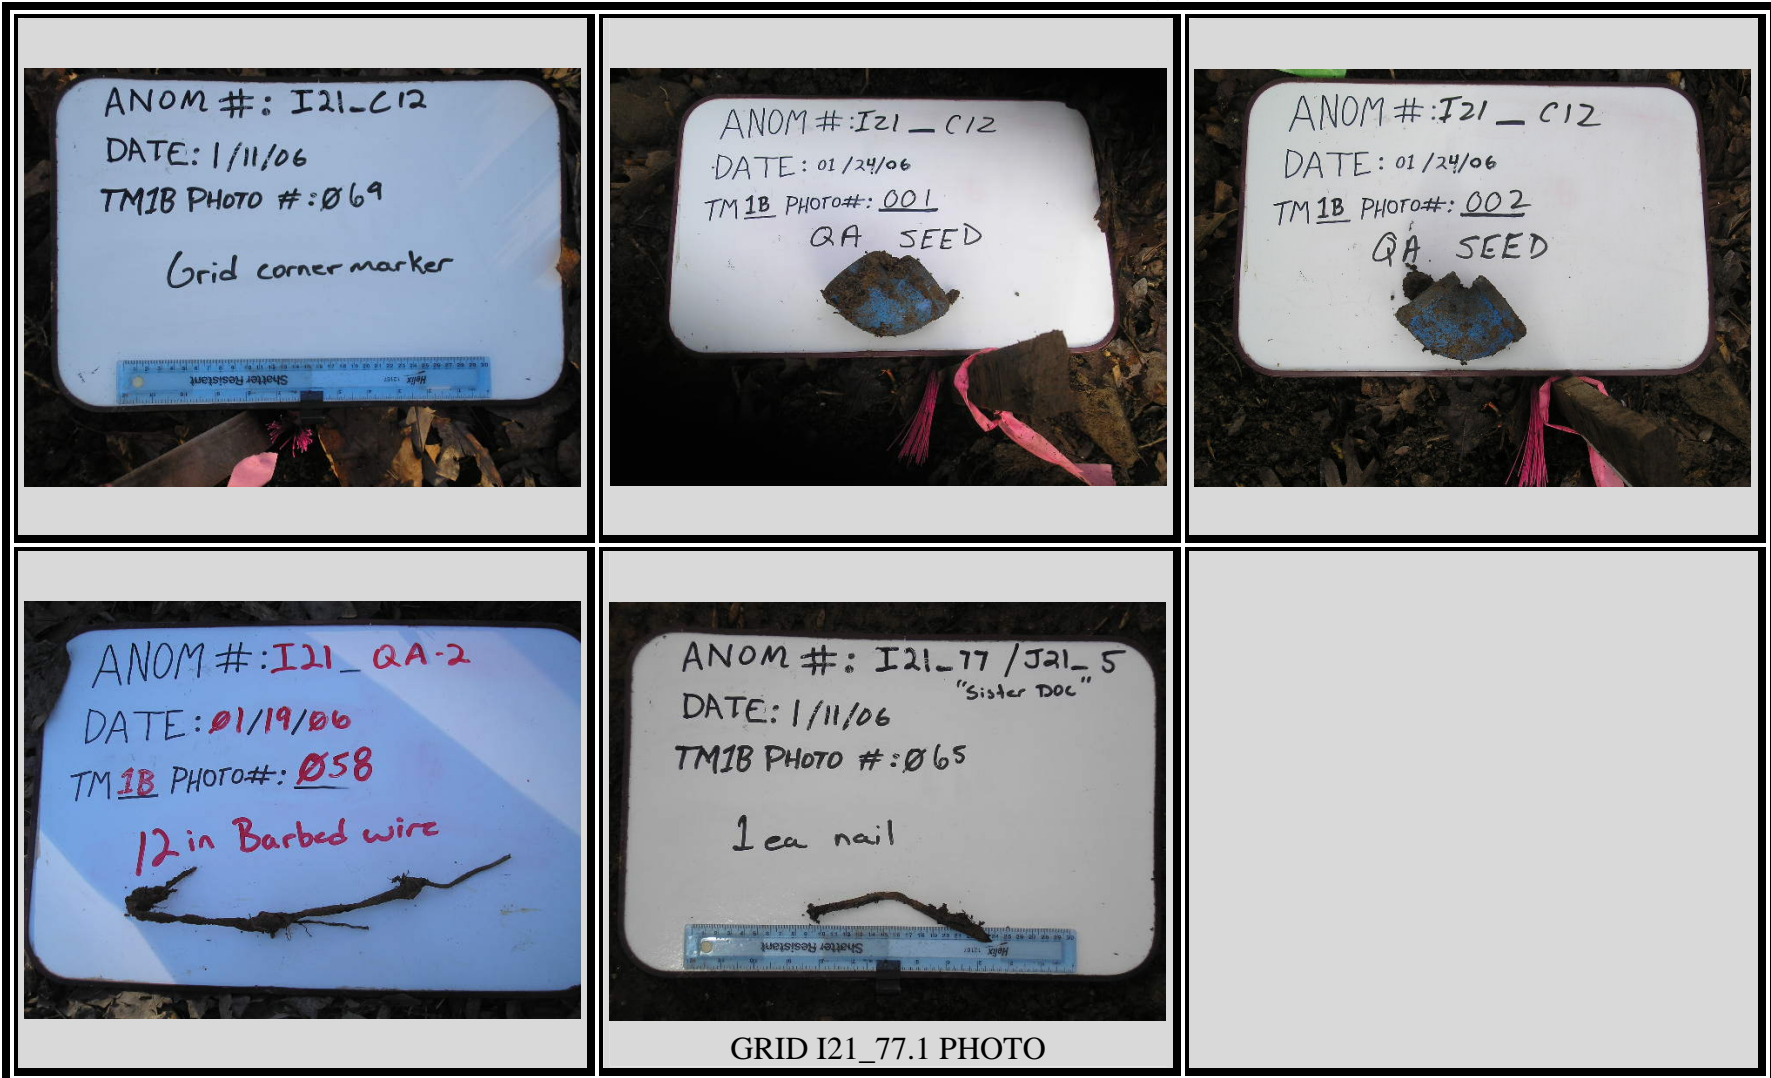 ANOM #: I21_C12
DATE: 1/11/06
TM1B PHOTO #: Ø69
Grid corner marker
Shatter Resistant
Helix
ANOM #: I21_C12
DATE: 01/24/06
TM 1B PHOTO#: 001
QA SEED
ANOM #: I21_C12
DATE: 01/24/06
TM 1B PHOTO#: 002
QA. SEED
ANOM #: I21_QA-2
DATE: Ø1/19/Ø6
TM 1B PHOTO#: Ø58
12 in Barbed wire
ANOM #: I21_77/J21_5
"Sister DOC"
DATE: 1/11/06
TM1B PHOTO #: Ø65
1 ea nail
Shatter Resistant
Helix
GRID I21_77.1 PHOTO